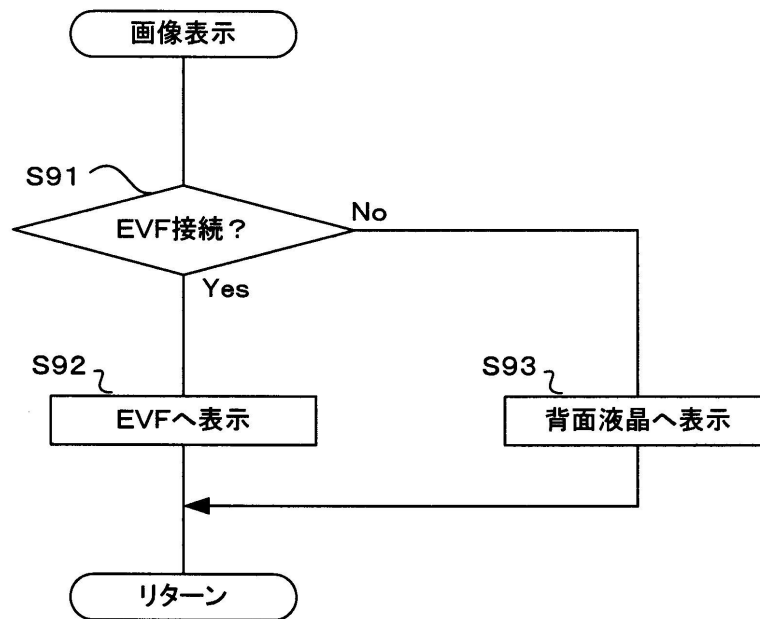 画像表示
S91
EVF接続？
No
Yes
S92
EVFへ表示
S93
背面液晶へ表示
リターン